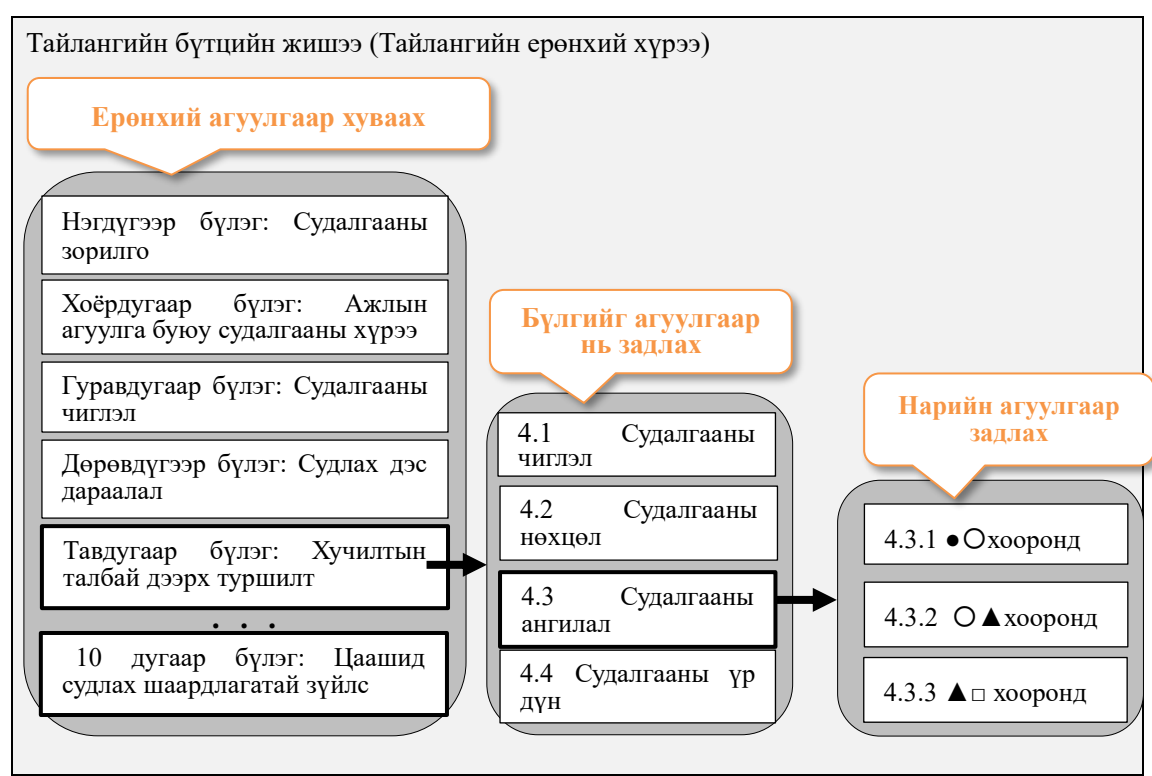 Тайлангийн бүтцийн жишээ (Тайлангийн ерөнхий хүрээ)
Ерөнхий агуулгаар хуваах
Нэгдүгээр бүлэг: Судалгааны
зорилго
Хоёрдугаар бүлэг: Ажлын
агуулга буюу судалгааны хүрээ
Гуравдугаар бүлэг: Судалгааны
чиглэл
Дөрөвдүгээр бүлэг: Судлах дэс
дараалал
Тавдугаар бүлэг: Хучилтын
талбай дээрх туршилт
. . .
10 дугаар бүлэг: Цаашид
судлах шаардлагатай зүйлс
Бүлгийг агуулгаар
нь задлах
4.1 Судалгааны
чиглэл
4.2 Судалгааны
нөхцөл
4.3 Судалгааны
ангилал
4.4 Судалгааны үр
дүн
Нарийн агуулгаар
задлах
4.3.1 ●○хооронд
4.3.2 ○▲хооронд
4.3.3 ▲□ хооронд